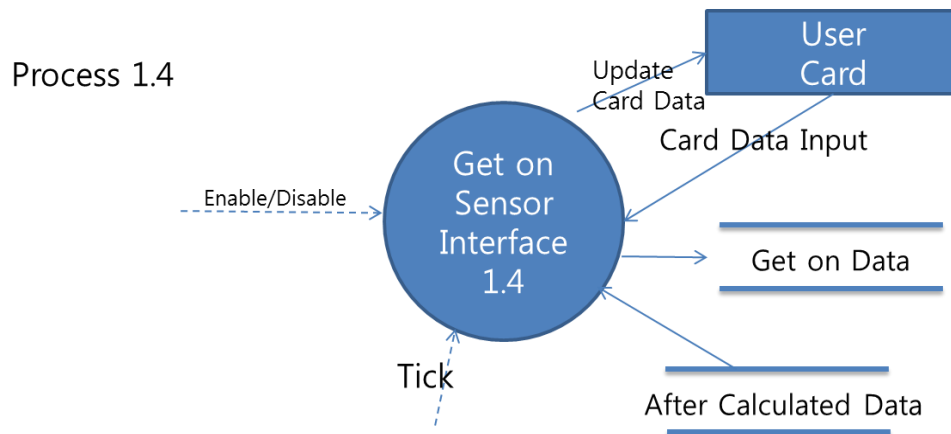 Process 1.4
User
Card
Update
Card Data
Card Data Input
Get on
Sensor
Interface
1.4
Enable/Disable
Get on Data
Tick
After Calculated Data